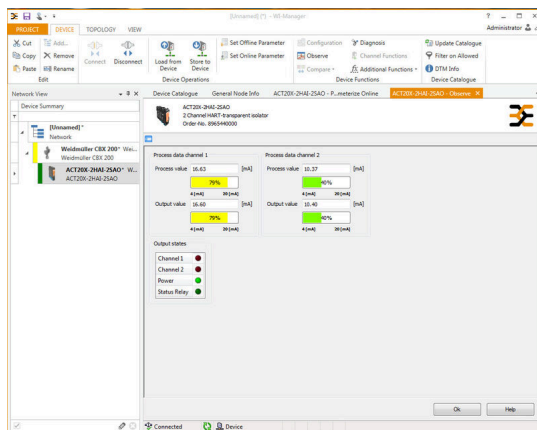 [Unnamed] (*) - WI-Manager
PROJECT DEVICE TOPOLOGY VIEW Administrator
Cut Add...
Copy Remove
Paste Rename
Connect Disconnect
Load from Device Store to Device
Set Offline Parameter
Set Online Parameter
Configuration Diagnosis
Observe Channel Functions
Compare Additional Functions
Update Catalogue
Filter on Allowed
DTM Info
Edit Device Operations Device Functions Device Catalogue
Network View
Device Summary
[Unnamed]*
Network
Weidmüller CBX 200* Wei...
Weidmüller CBX 200
ACT20X-2HAI-2SAO* W...
ACT20X-2HAI-2SAO
Device Catalogue General Node Info ACT20X-2HAI-2SAO - P...meterize Online ACT20X-2HAI-2SAO - Observe
ACT20X-2HAI-2SAO
2 Channel HART-transparent isolator
Order-No. 8965440000
Process data channel 1 Process data channel 2
Process value 16.63 [mA] Process value 10.37 [mA]
79% 40%
4 [mA] 20 [mA] 4 [mA] 20 [mA]
Output value 16.60 [mA] Output value 10.40 [mA]
79% 40%
4 [mA] 20 [mA] 4 [mA] 20 [mA]
Output states
Channel 1
Channel 2
Power
Status Relay
Ok Help
Connected Device